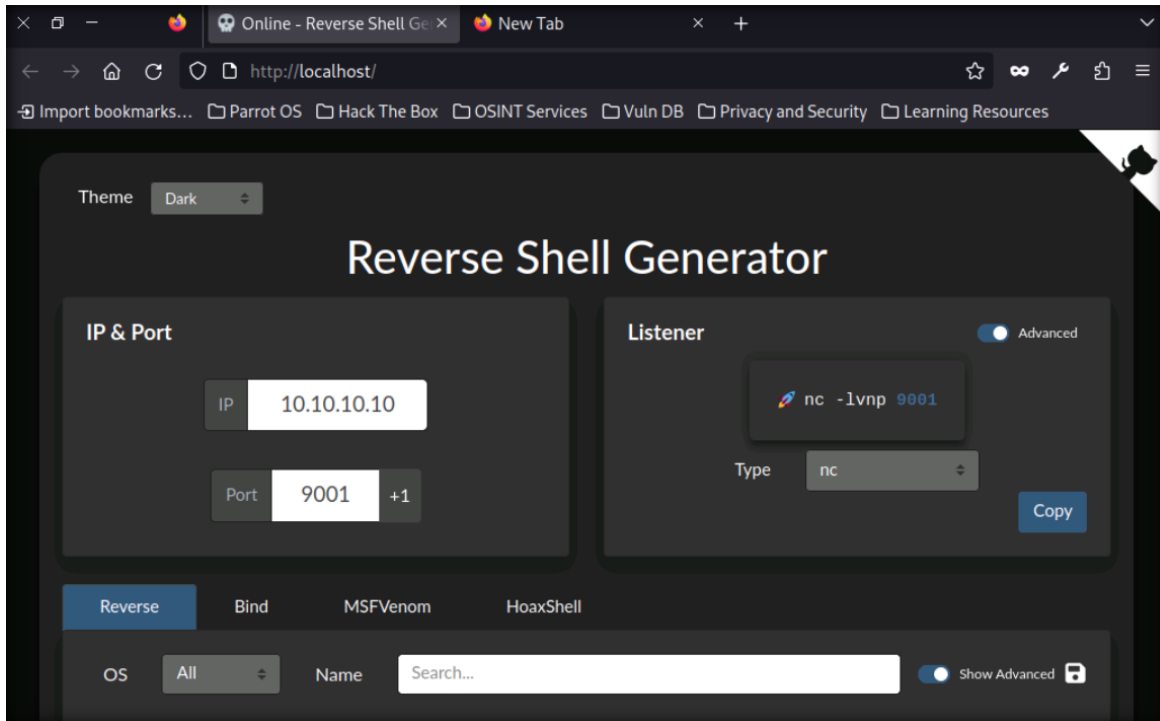 Online - Reverse Shell Ge
New Tab
http://localhost/
Import bookmarks... Parrot OS Hack The Box OSINT Services Vuln DB Privacy and Security Learning Resources
Theme Dark
Reverse Shell Generator
IP & Port
IP 10.10.10.10
Port 9001 +1
Listener Advanced
nc -lvnp 9001
Type nc
Copy
Reverse Bind MSFVenom HoaxShell
OS All Name Search... Show Advanced